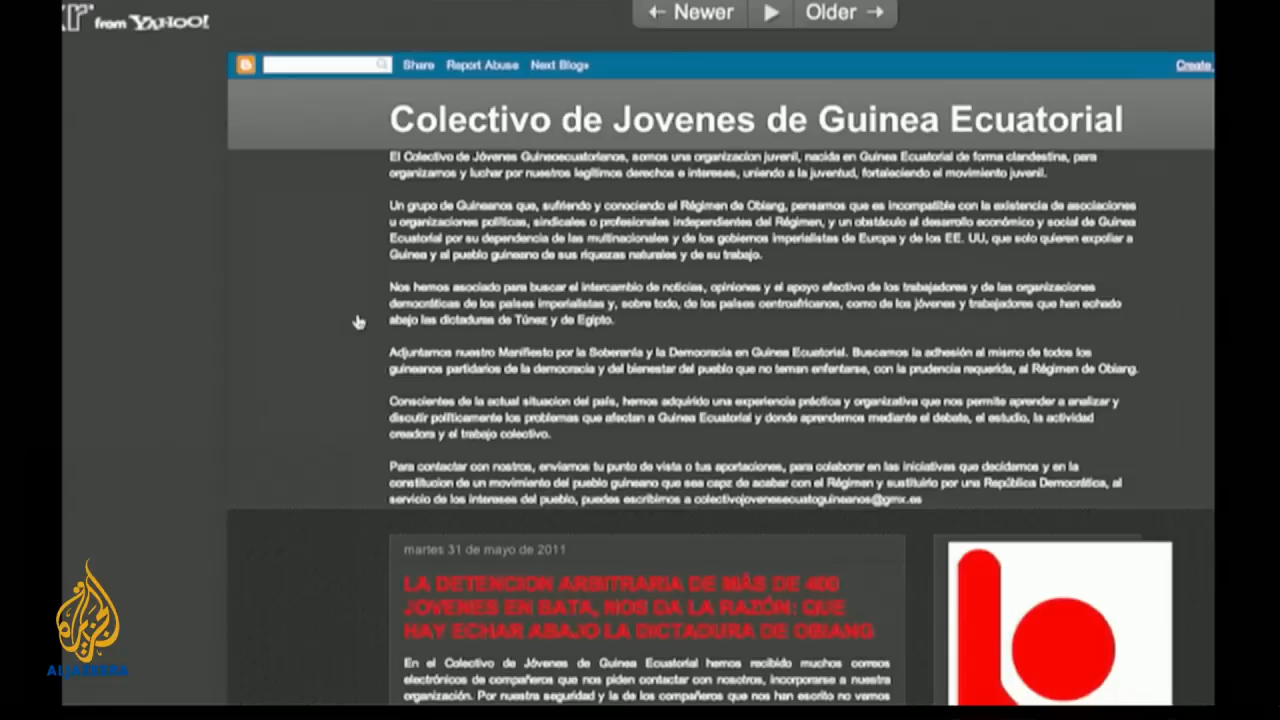 from YAHOO!
← Newer
Older →
Share Report Abuse Next Blog»
Create
Colectivo de Jovenes de Guinea Ecuatorial
El Colectivo de Jóvenes Guineoecuatorianos, somos una organizacion juvenil, nacida en Guinea Ecuatorial de forma clandestina, para
organizarnos y luchar por nuestros legítimos derechos e intereses, uniendo a la juventud, fortaleciendo el movimiento juvenil.
Un grupo de Guineanos que, sufriendo y conociendo el Régimen de Obiang, pensamos que es incompatible con la existencia de asociaciones
u organizaciones políticas, sindicales o profesionales independientes del Régimen, y un obstáculo al desarrollo económico y social de Guinea
Ecuatorial por su dependencia de las multinacionales y de los gobiernos imperialistas de Europa y de los EE. UU, que solo quieren expoliar a
Guinea y al pueblo guineano de sus riquezas naturales y de su trabajo.
Nos hemos asociado para buscar el intercambio de noticias, opiniones y el apoyo efectivo de los trabajadores y de las organizaciones
democráticas de los países imperialistas y, sobre todo, de los países centroafricanos, como de los jóvenes y trabajadores que han echado
abajo las dictaduras de Túnez y de Egipto.
Adjuntamos nuestro Manifiesto por la Soberanía y la Democracia en Guinea Ecuatorial. Buscamos la adhesión al mismo de todos los
guineanos partidarios de la democracia y del bienestar del pueblo que no teman enfentarse, con la prudencia requerida, al Régimen de Obiang.
Conscientes de la actual situacion del país, hemos adquirido una experiencia práctica y organizativa que nos permite aprender a analizar y
discutir políticamente los problemas que afectan a Guinea Ecuatorial y donde aprendemos mediante el debate, el estudio, la actividad
creadora y el trabajo colectivo.
Para contactar con nostros, enviarnos tu punto de vista o tus aportaciones, para colaborar en las iniciativas que decidamos y en la
constitucion de un movimiento del pueblo guineano que sea capz de acabar con el Régimen y sustituirlo por una República Democrática, al
servicio de los intereses del pueblo, puedes escribirnos a colectivojovenesecuatoguineanos@gmx.es
martes 31 de mayo de 2011
LA DETENCION ARBITRARIA DE MÁS DE 400
JOVENES EN BATA, NOS DA LA RAZÓN: QUE
HAY ECHAR ABAJO LA DICTADURA DE OBIANG
En el Colectivo de Jóvenes de Guinea Ecuatorial hemos recibido muchos correos
electrónicos de compañeros que nos piden contactar con nosotros, incorporarse a nuestra
organización. Por nuestra seguridad y la de los compañeros que nos han escrito no vamos
ALJAZEERA